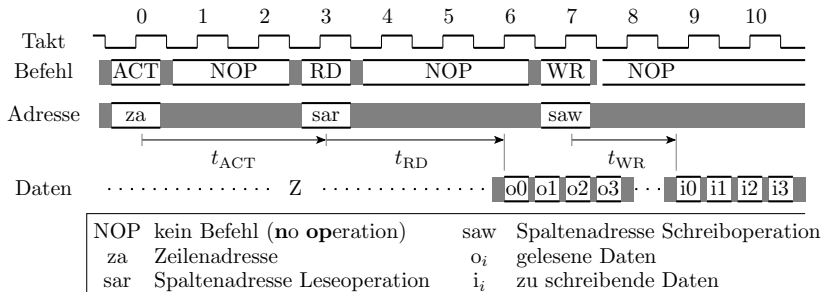 0 1 2 3 4 5 6 7 8 9 10
Takt
Befehl ACT NOP RD NOP WR NOP
Adresse za sar saw
t_ACT t_RD t_WR
Daten Z o0 o1 o2 o3 i0 i1 i2 i3
NOP kein Befehl (no operation) saw Spaltenadresse Schreiboperation
za Zeilenadresse o_i gelesene Daten
sar Spaltenadresse Leseoperation i_i zu schreibende Daten